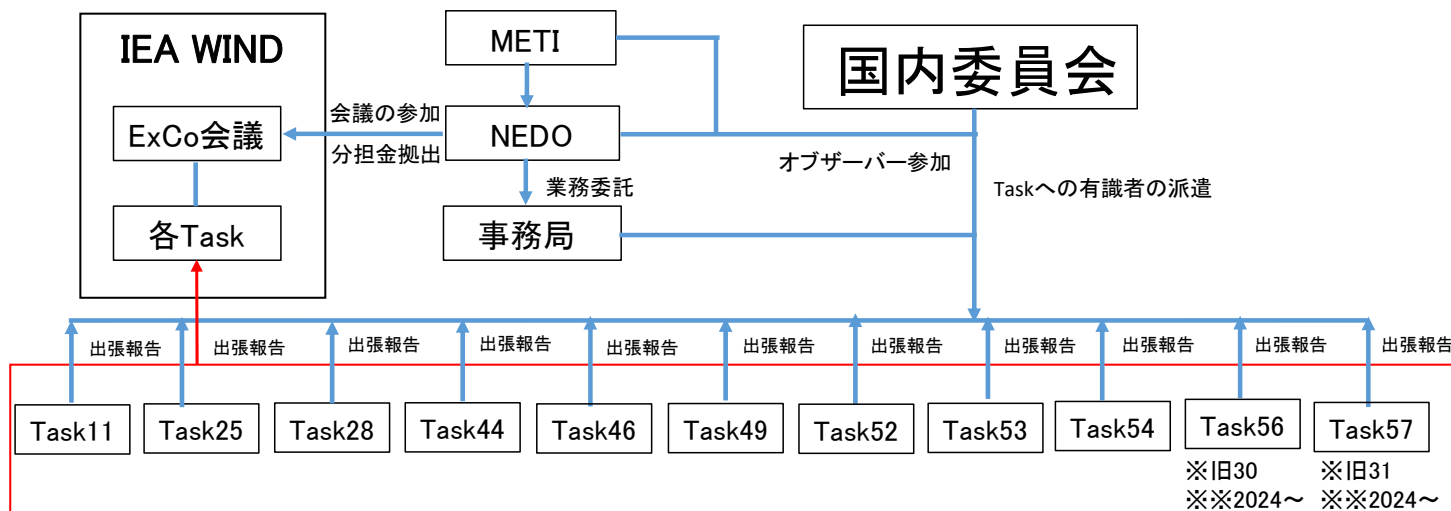 IEA WIND
METI
国内委員会
会議の参加
ExCo会議
NEDO
分担金拠出
オブザーバー参加
業務委託
Taskへの有識者の派遣
各Task
事務局
出張報告
出張報告
出張報告
出張報告
出張報告
出張報告
出張報告
出張報告
出張報告
出張報告
出張報告
Task11
Task25
Task28
Task44
Task46
Task49
Task52
Task53
Task54
Task56
Task57
※旧30
※旧31
※※2024～
※※2024～